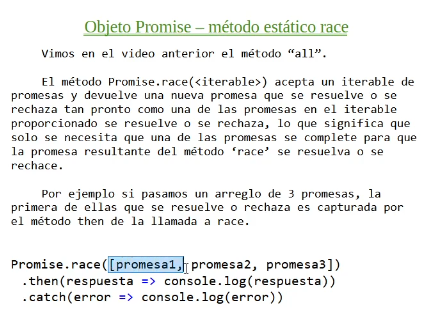 Objeto Promise – método estático race
Vimos en el video anterior el método “all”.
El método Promise.race(<iterable>) acepta un iterable de
promesas y devuelve una nueva promesa que se resuelve o se
rechaza tan pronto como una de las promesas en el iterable
proporcionado se resuelve o se rechaza, lo que significa que
solo se necesita que una de las promesas se complete para que
la promesa resultante del método ‘race’ se resuelva o se
rechace.
Por ejemplo si pasamos un arreglo de 3 promesas, la
primera de ellas que se resuelve o rechaza es capturada por
el método then de la llamada a race.
Promise.race([promesa1, promesa2, promesa3])
.then(respuesta => console.log(respuesta))
.catch(error => console.log(error))